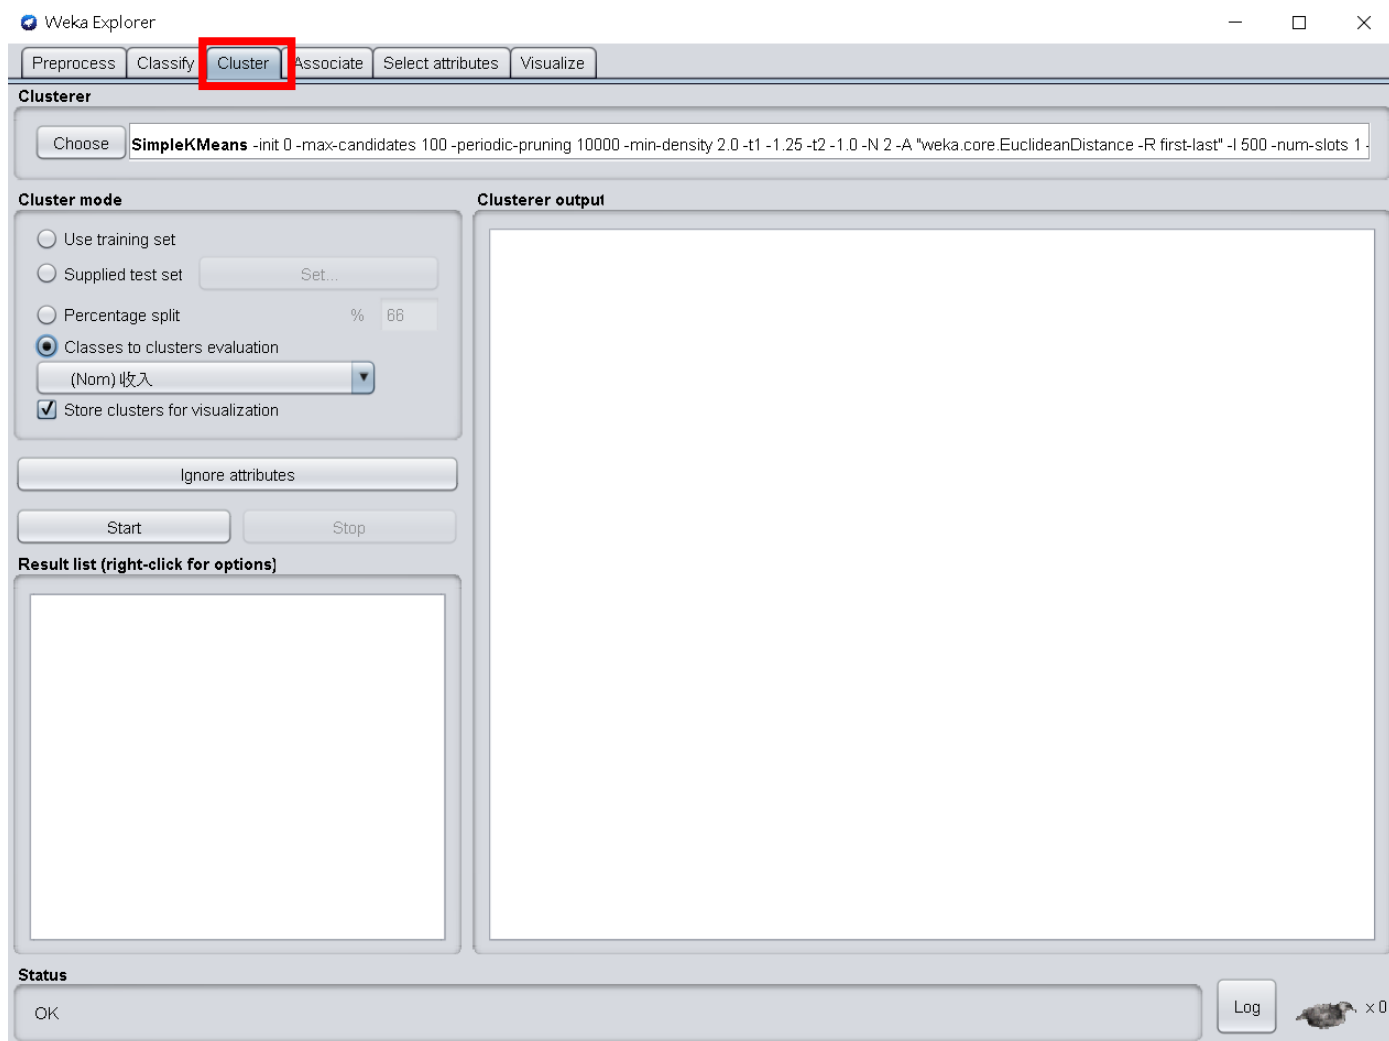 Weka Explorer
Preprocess Classify Cluster Associate Select attributes Visualize
Clusterer
Choose SimpleKMeans -init 0 -max-candidates 100 -periodic-pruning 10000 -min-density 2.0 -t1 -1.25 -t2 -1.0 -N 2 -A "weka.core.EuclideanDistance -R first-last" -I 500 -num-slots 1 -
Cluster mode
Use training set
Supplied test set Set...
Percentage split % 66
Classes to clusters evaluation
(Nom) 收入
Store clusters for visualization
Ignore attributes
Start Stop
Result list (right-click for options)
Clusterer output
Status
OK
Log x 0